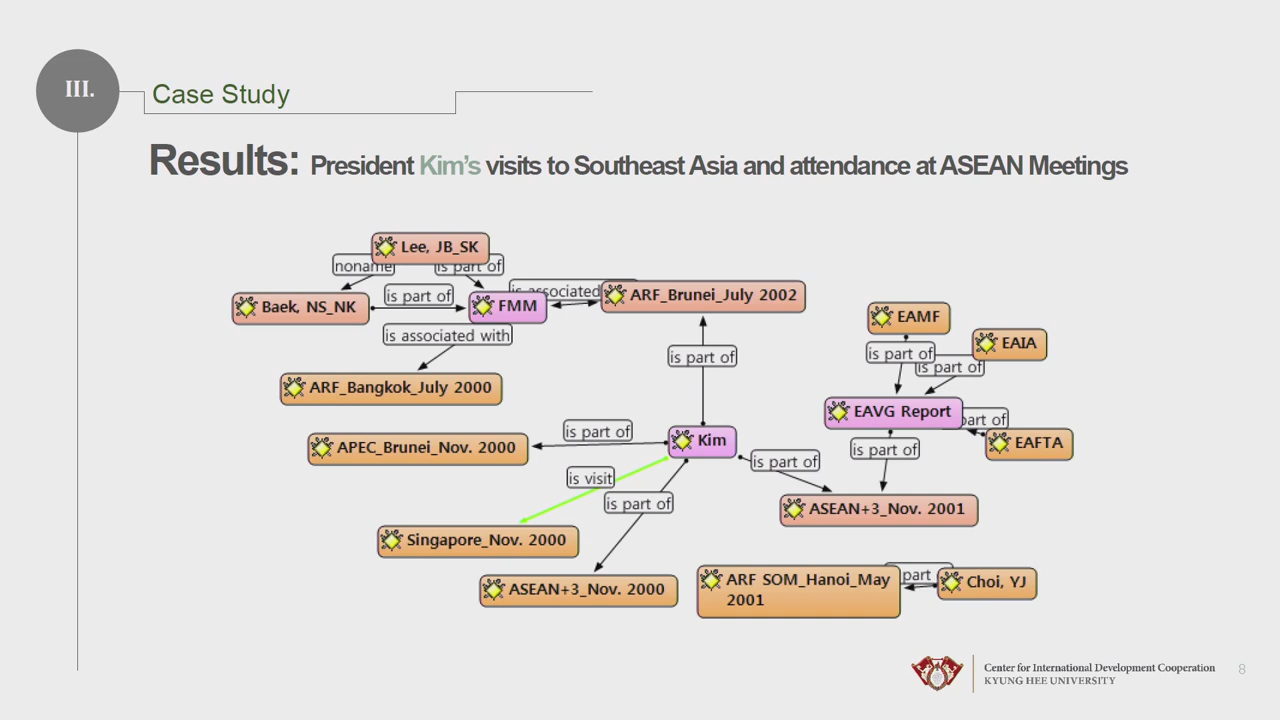 III.
Case Study
Results: President Kim's visits to Southeast Asia and attendance at ASEAN Meetings
Lee, JB_SK
noname
is part of
Baek, NS_NK
is part of
FMM
is associated
ARF_Brunei_July 2002
is associated with
ARF_Bangkok_July 2000
is part of
EAMF
EAIA
is part of
is part of
EAVG Report
part of
EAFTA
is part of
APEC_Brunei_Nov. 2000
is part of
Kim
is part of
is visit
is part of
Singapore_Nov. 2000
ASEAN+3_Nov. 2001
ASEAN+3_Nov. 2000
ARF SOM_Hanoi_May
2001
part
Choi, YJ
Center for International Development Cooperation
KYUNG HEE UNIVERSITY
8